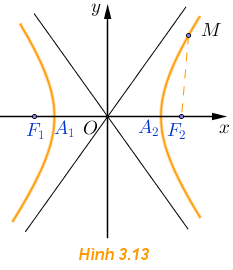 y
M
F₁ A₁ O A₂ F₂ x
Hình 3.13